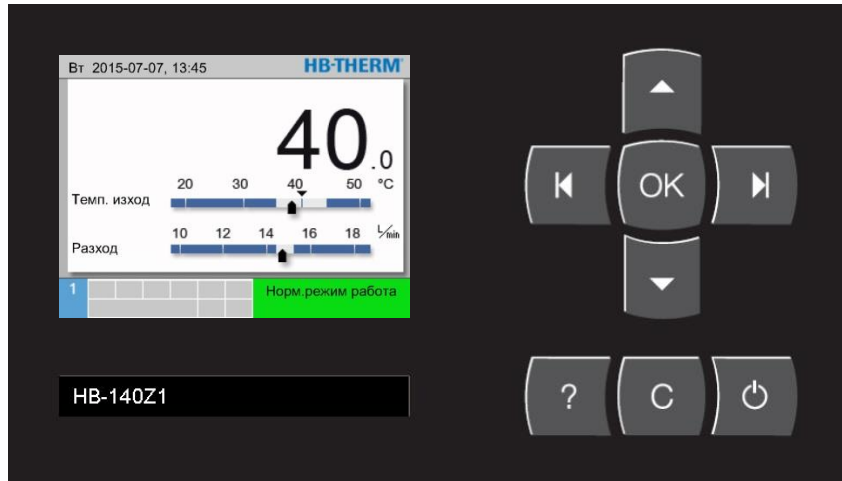 Вт 2015-07-07, 13:45 HB-THERM
40.0
20 30 40 50 °C
Темп. изход
10 12 14 16 18 L/min
Разход
1 Норм.режим работа
HB-140Z1
OK
? C